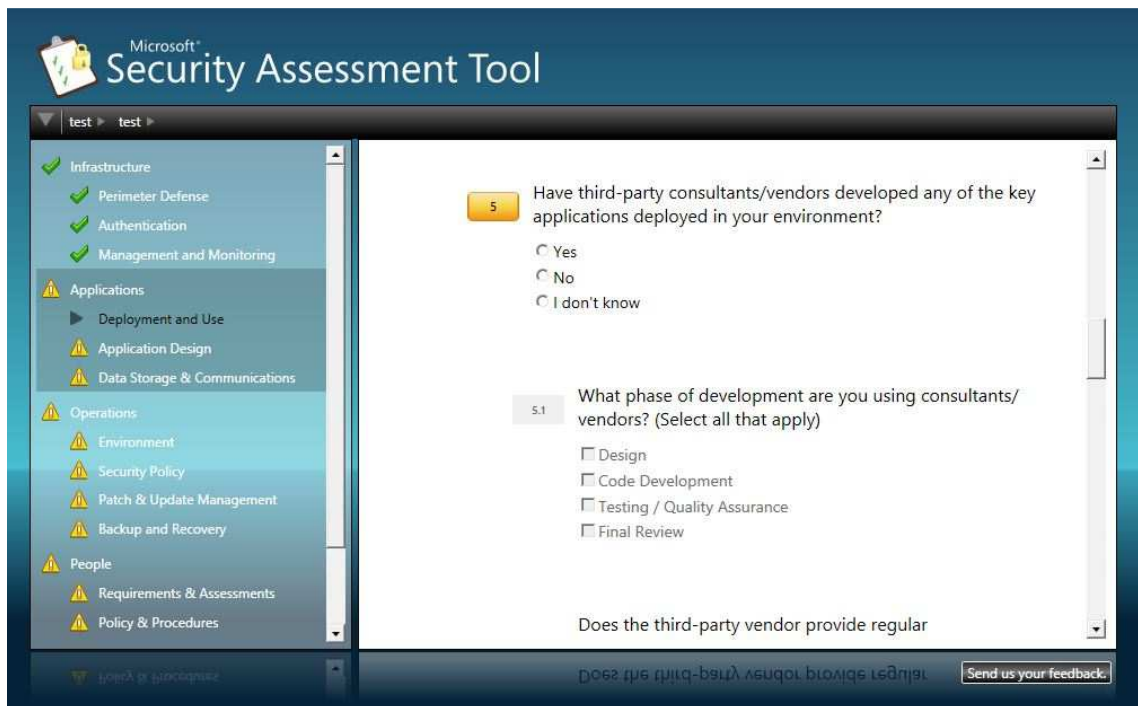 Microsoft®
Security Assessment Tool
test test
Infrastructure
Perimeter Defense
Authentication
Management and Monitoring
Applications
Deployment and Use
Application Design
Data Storage & Communications
Operations
Environment
Security Policy
Patch & Update Management
Backup and Recovery
People
Requirements & Assessments
Policy & Procedures
5
Have third-party consultants/vendors developed any of the key
applications deployed in your environment?
Yes
No
I don't know
5.1
What phase of development are you using consultants/
vendors? (Select all that apply)
Design
Code Development
Testing / Quality Assurance
Final Review
Does the third-party vendor provide regular
Send us your feedback.